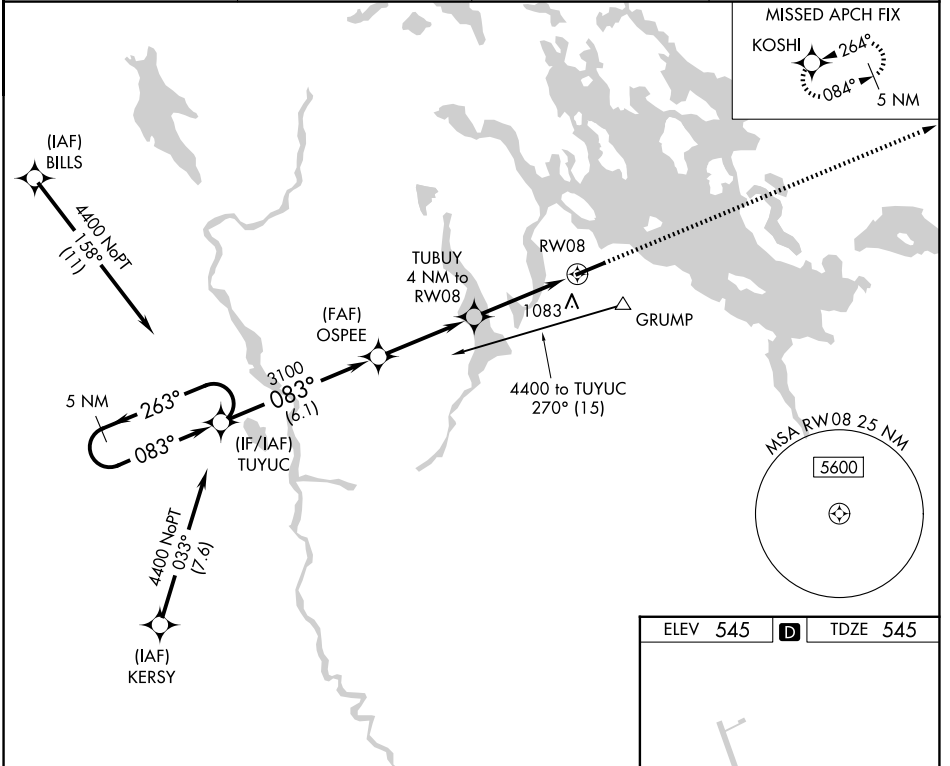 MISSED APCH FIX
KOSHI
264°
084°
5 NM
(IAF)
BILLS
4400 NoPT
158°
(11)
RW08
TUBUY
4 NM to
RW08
1083
GRUMP
(FAF)
OSPEE
3100
083°
(6.1)
4400 to TUYUC
270° (15)
5 NM
263°
083°
(IF/IAF)
TUYUC
4400 NoPT
033°
(7.6)
(IAF)
KERSY
MSA RW08 25 NM
5600
ELEV 545 D TDZE 545